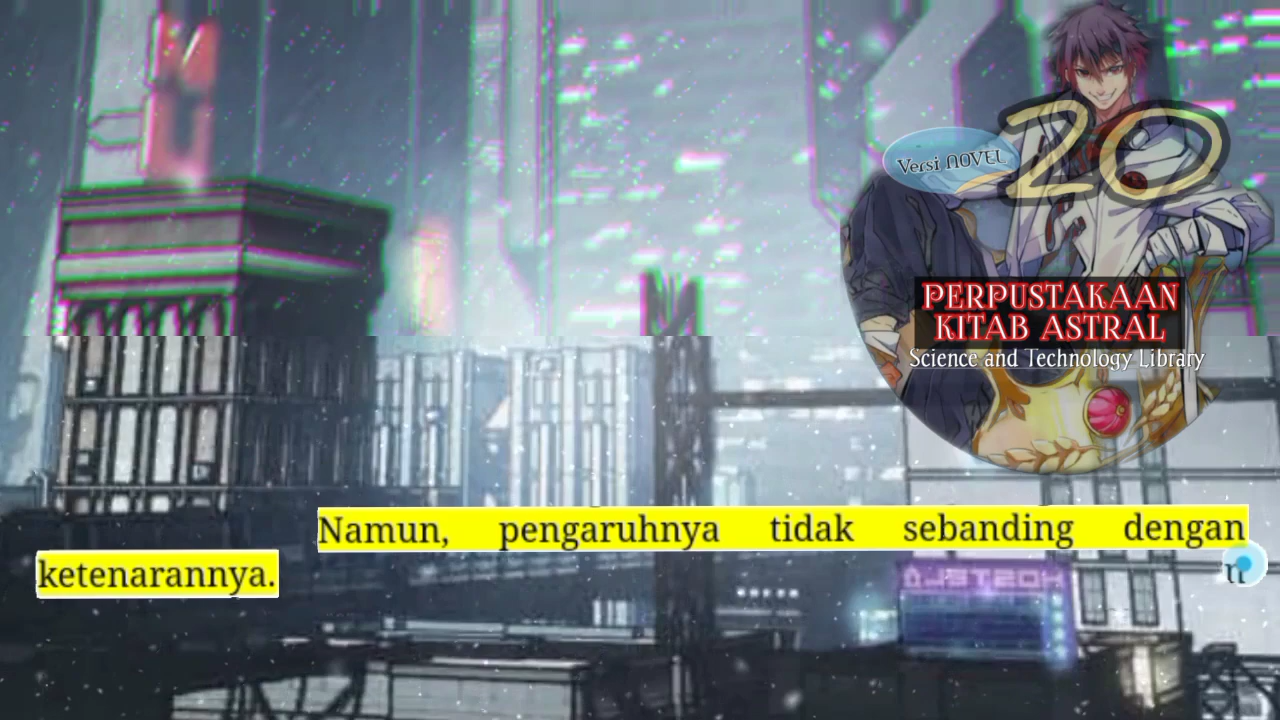 Versi NOVEL
20
PERPUSTAKAAN
KITAB ASTRAL
Science and Technology Library
Namun, pengaruhnya tidak sebanding dengan
ketenarannya.